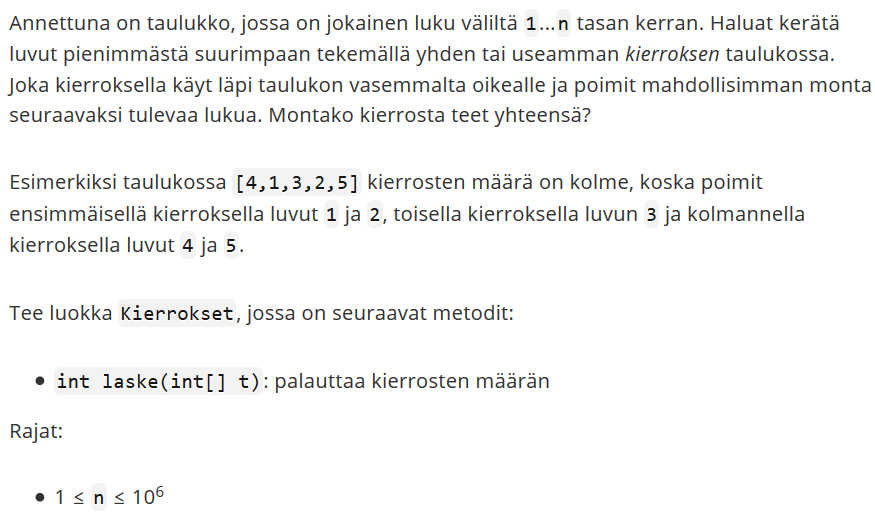 Annettuna on taulukko, jossa on jokainen luku väliltä 1...n tasan kerran. Haluat kerätä
luvut pienimmästä suurimpaan tekemällä yhden tai useamman kierroksen taulukossa.
Joka kierroksella käyt läpi taulukon vasemmalta oikealle ja poimit mahdollisimman monta
seuraavaksi tulevaa lukua. Montako kierrosta teet yhteensä?
Esimerkiksi taulukossa [4,1,3,2,5] kierrosten määrä on kolme, koska poimit
ensimmäisellä kierroksella luvut 1 ja 2, toisella kierroksella luvun 3 ja kolmannella
kierroksella luvut 4 ja 5.
Tee luokka Kierrokset, jossa on seuraavat metodit:
● int laske(int[] t): palauttaa kierrosten määrän
Rajat:
● 1 ≤ n ≤ 10⁶